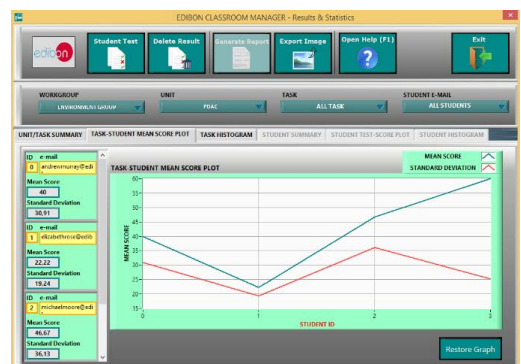 EDIBON CLASSROOM MANAGER - Results & Statistics
edibon
Student Test
Delete Result
Generate Report
Export Image
Open Help (F1)
Exit
WORKGROUP
UNIT
TASK
STUDENT E-MAIL
ENVIRONMENT GROUP
PDAC
ALL TASK
ALL STUDENTS
UNIT/TASK SUMMARY
TASK-STUDENT MEAN SCORE PLOT
TASK HISTOGRAM
STUDENT SUMMARY
STUDENT TEST-SCORE PLOT
STUDENT HISTOGRAM
ID e-mail
0 andrewmurray@edi
Mean Score
40
Standard Deviation
30,91
ID e-mail
1 elizabethrose@edib
Mean Score
22,22
Standard Deviation
19,24
ID e-mail
2 michaelmoore@edi
Mean Score
46,67
Standard Deviation
36,13
TASK-STUDENT MEAN SCORE PLOT
MEAN SCORE
STANDARD DEVIATION
MEAN SCORE
60
55
50
45
40
35
30
25
20
15
0
1
2
3
STUDENT ID
Restore Graph